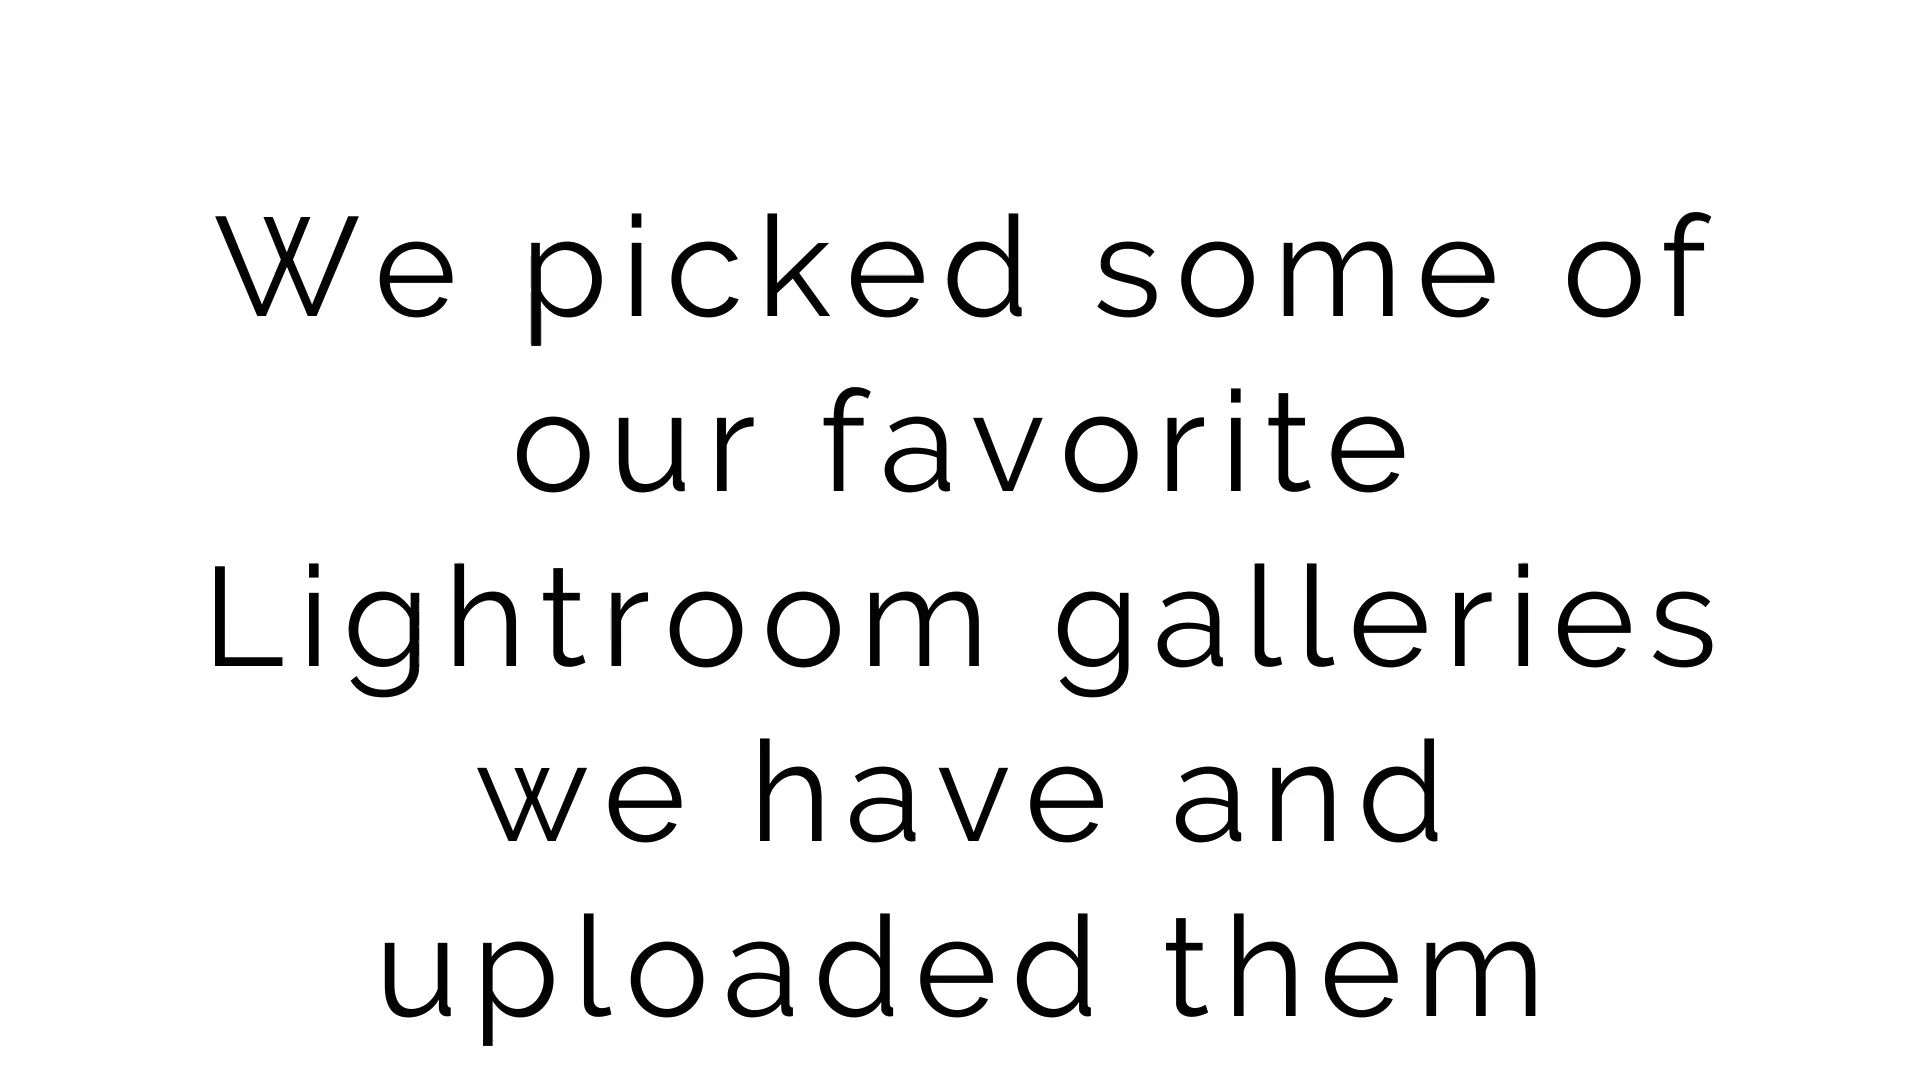 We picked some of
our favorite
Lightroom galleries
we have and
uploaded them